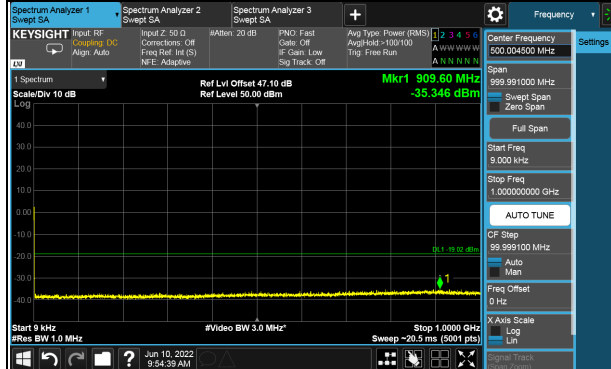 Spectrum Analyzer 1
Swept SA
Spectrum Analyzer 2
Swept SA
Spectrum Analyzer 3
Swept SA
+
Frequency
KEYSIGHT
Input: RF
Coupling: DC
Align: Auto
Input Z: 50 Ω
Corrections: Off
Freq Ref: Int (S)
NFE: Adaptive
#Atten: 20 dB
PNO: Fast
Gate: Off
IF Gain: Low
Sig Track: Off
Avg Type: Power (RMS)
Avg|Hold:>100/100
Trig: Free Run
1 2 3 4 5 6
A W W W W W
A N N N N N
LXI
1 Spectrum
Scale/Div 10 dB
Log
Ref Lvl Offset 47.10 dB
Ref Level 50.00 dBm
Mkr1 909.60 MHz
-35.346 dBm
40.0
30.0
20.0
10.0
0.00
-10.0
-20.0
-30.0
-40.0
DL1 -19.02 dBm
1
Start 9 kHz
#Res BW 1.0 MHz
#Video BW 3.0 MHz*
Stop 1.0000 GHz
Sweep ~20.5 ms (5001 pts)
?
Jun 10, 2022
9:54:39 AM
Settings
Center Frequency
500.004500 MHz
Span
999.991000 MHz
Swept Span
Zero Span
Full Span
Start Freq
9.000 kHz
Stop Freq
1.000000000 GHz
AUTO TUNE
CF Step
99.999100 MHz
Auto
Man
Freq Offset
0 Hz
X Axis Scale
Log
Lin
Signal Track
(Span Zoom)